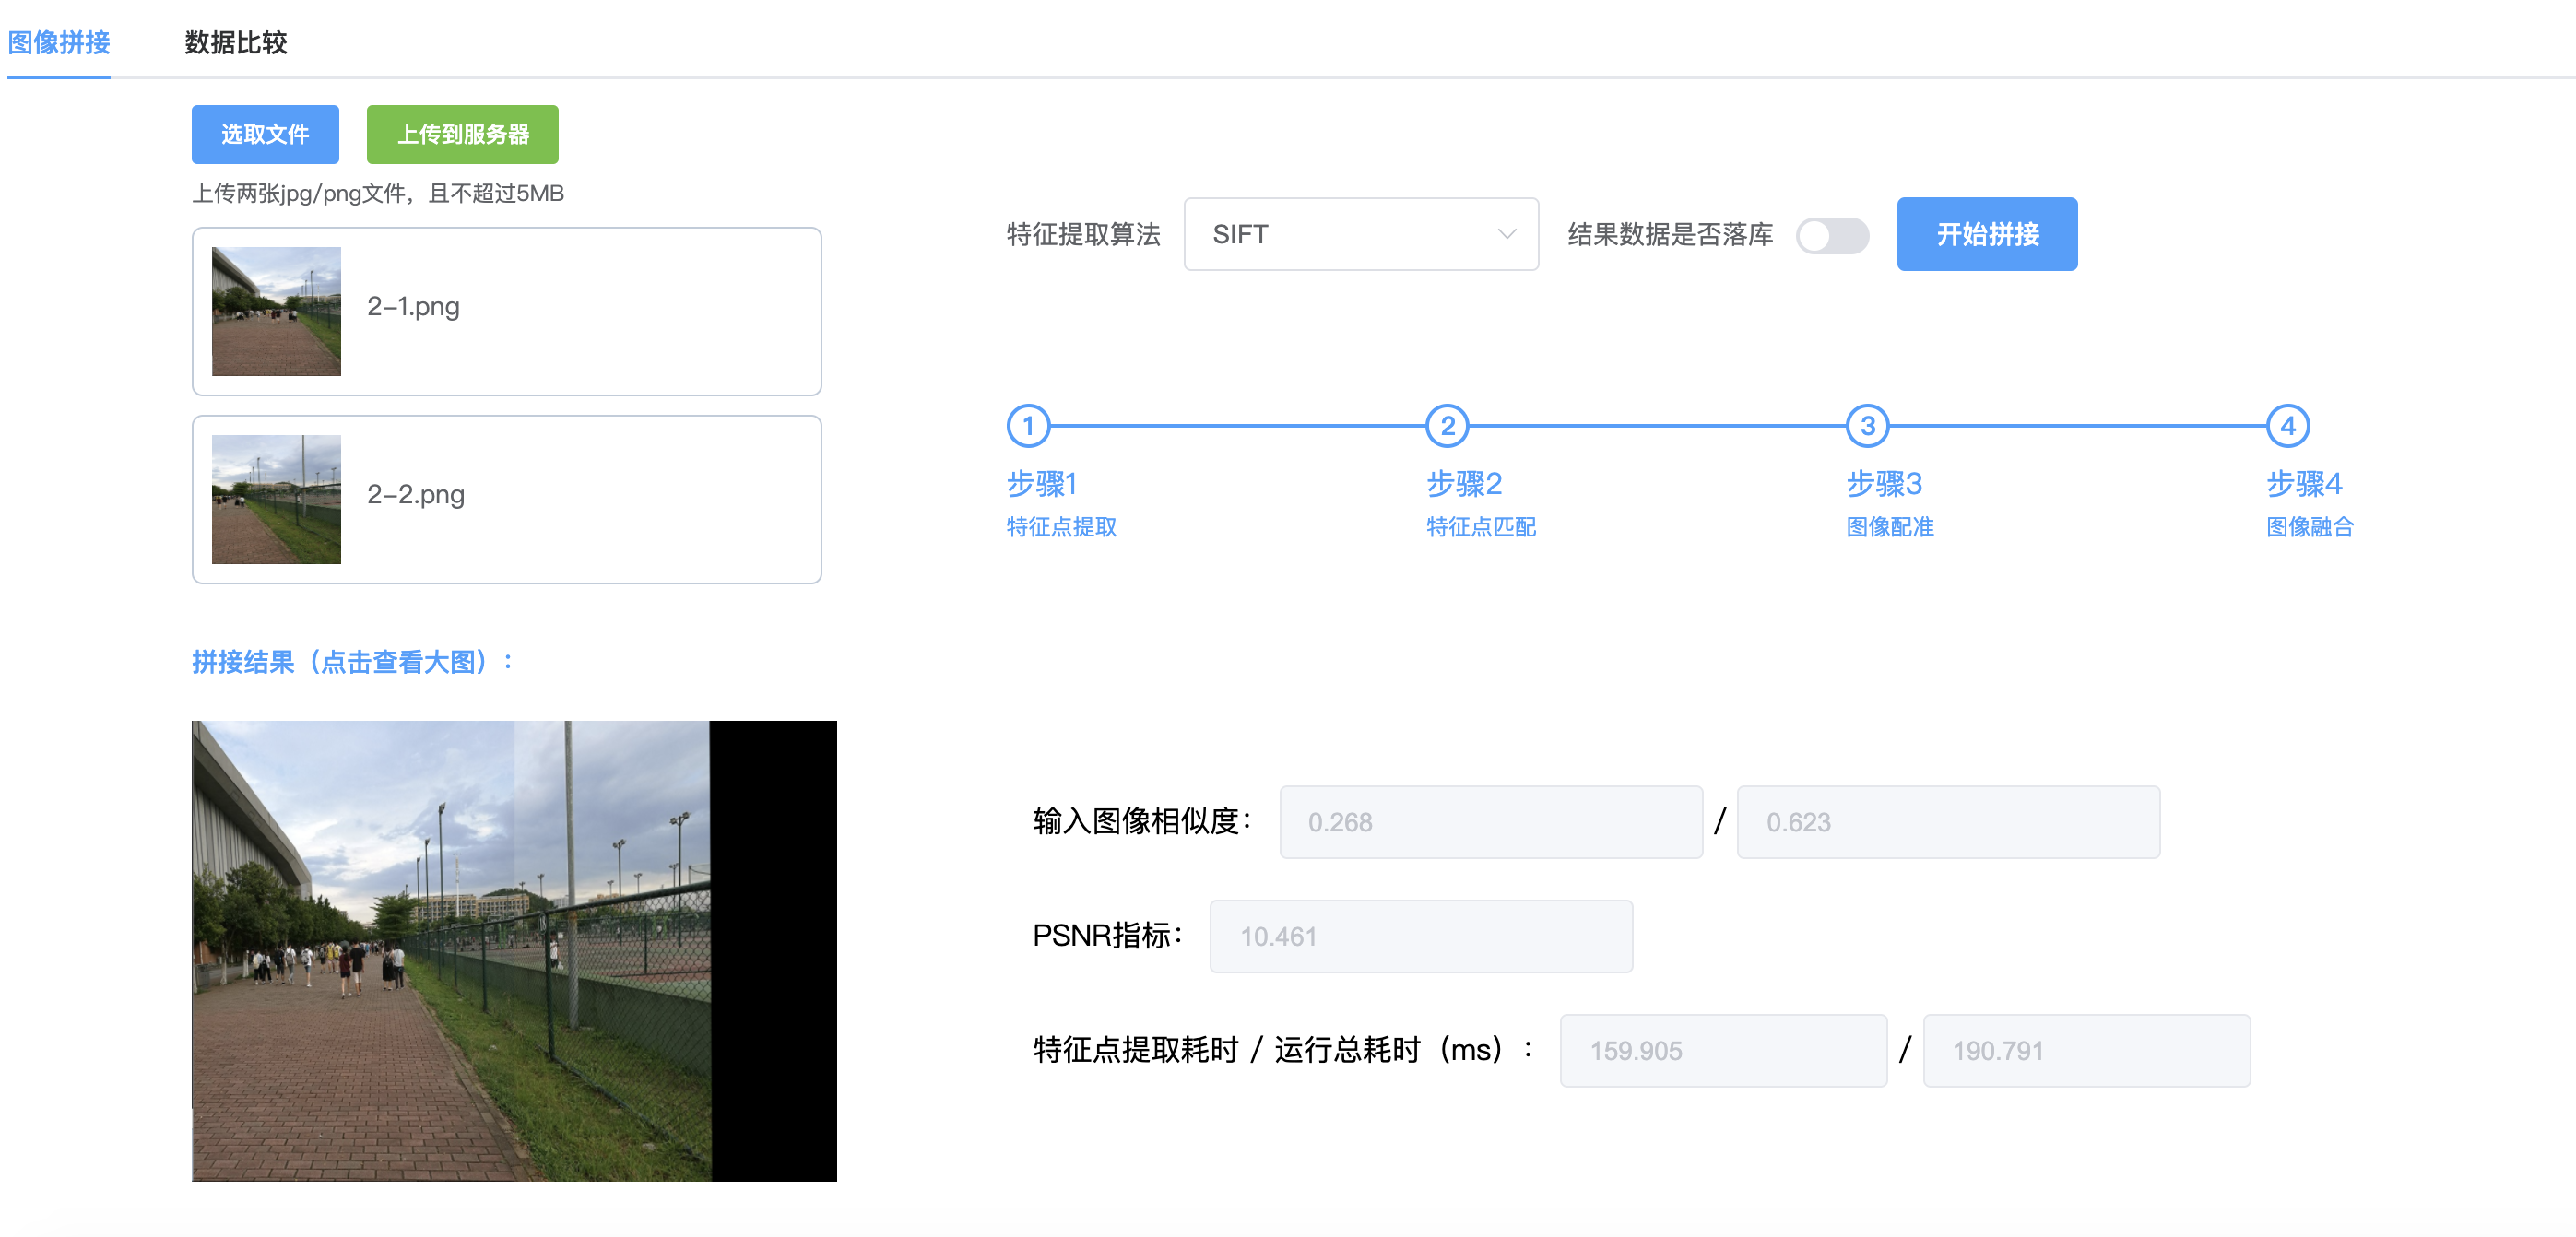 图像拼接 数据比较
选取文件 上传到服务器
上传两张jpg/png文件，且不超过5MB
2-1.png
2-2.png
特征提取算法 SIFT 结果数据是否落库 开始拼接
1 2 3 4
步骤1 步骤2 步骤3 步骤4
特征点提取 特征点匹配 图像配准 图像融合
拼接结果（点击查看大图）：
输入图像相似度： 0.268 / 0.623
PSNR指标： 10.461
特征点提取耗时 / 运行总耗时（ms）： 159.905 / 190.791